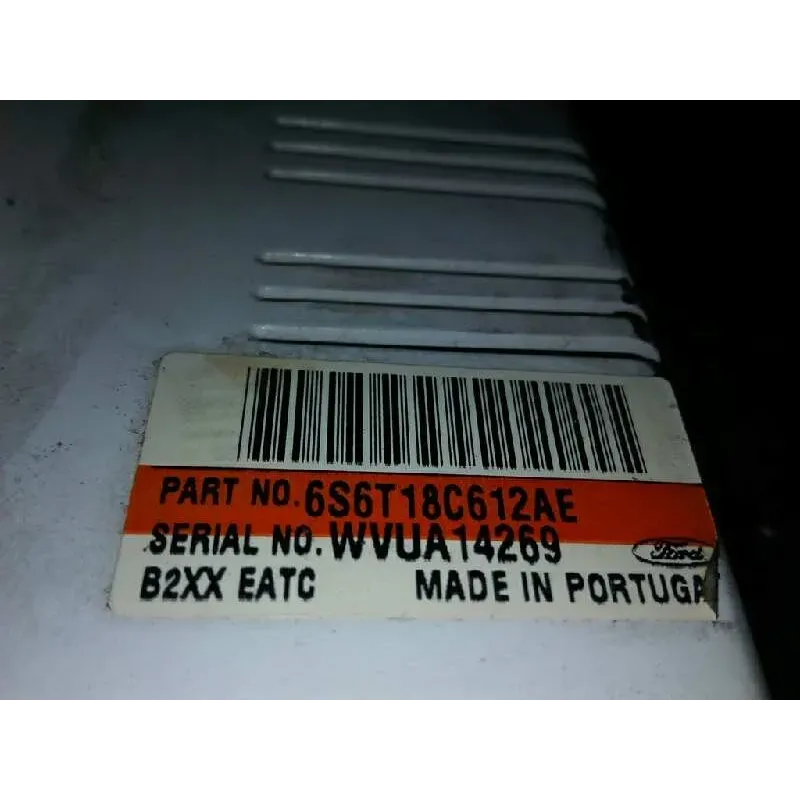 PART NO. 6S6T18C612AE
SERIAL NO. WVUA14269
Ford
B2XX EATC MADE IN PORTUGA